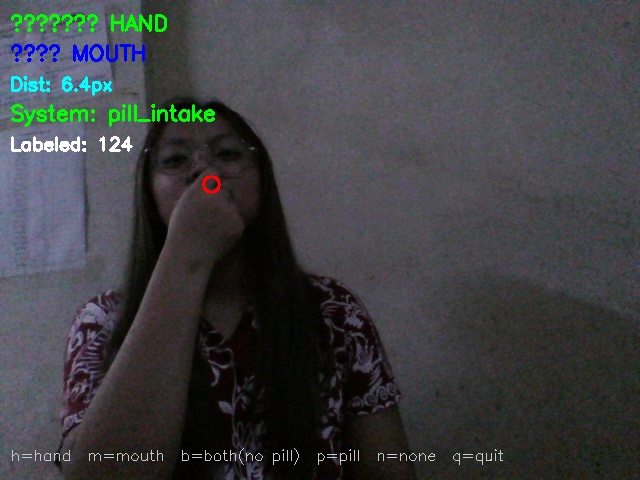 ??????? HAND
???? MOUTH
Dist: 6.4px
System: pill_intake
Labeled: 124
h=hand m=mouth b=both(no pill) p=pill n=none q=quit